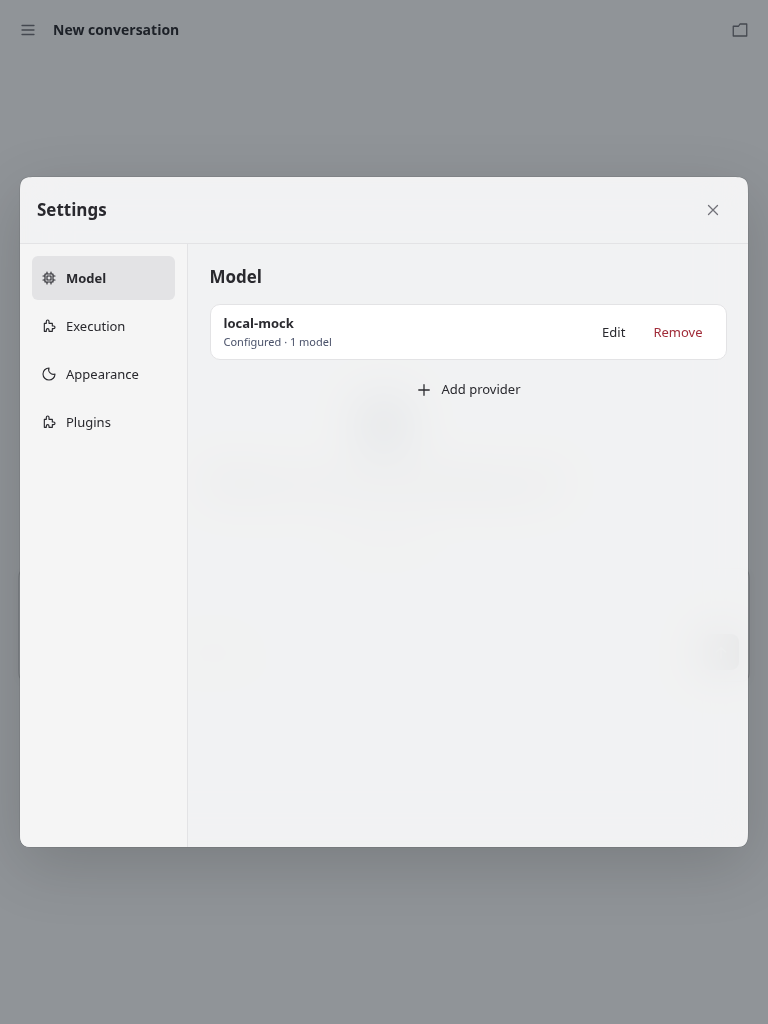 New conversation
Settings
Model
Execution
Appearance
Plugins
Model
local-mock
Configured · 1 model
Edit
Remove
Add provider